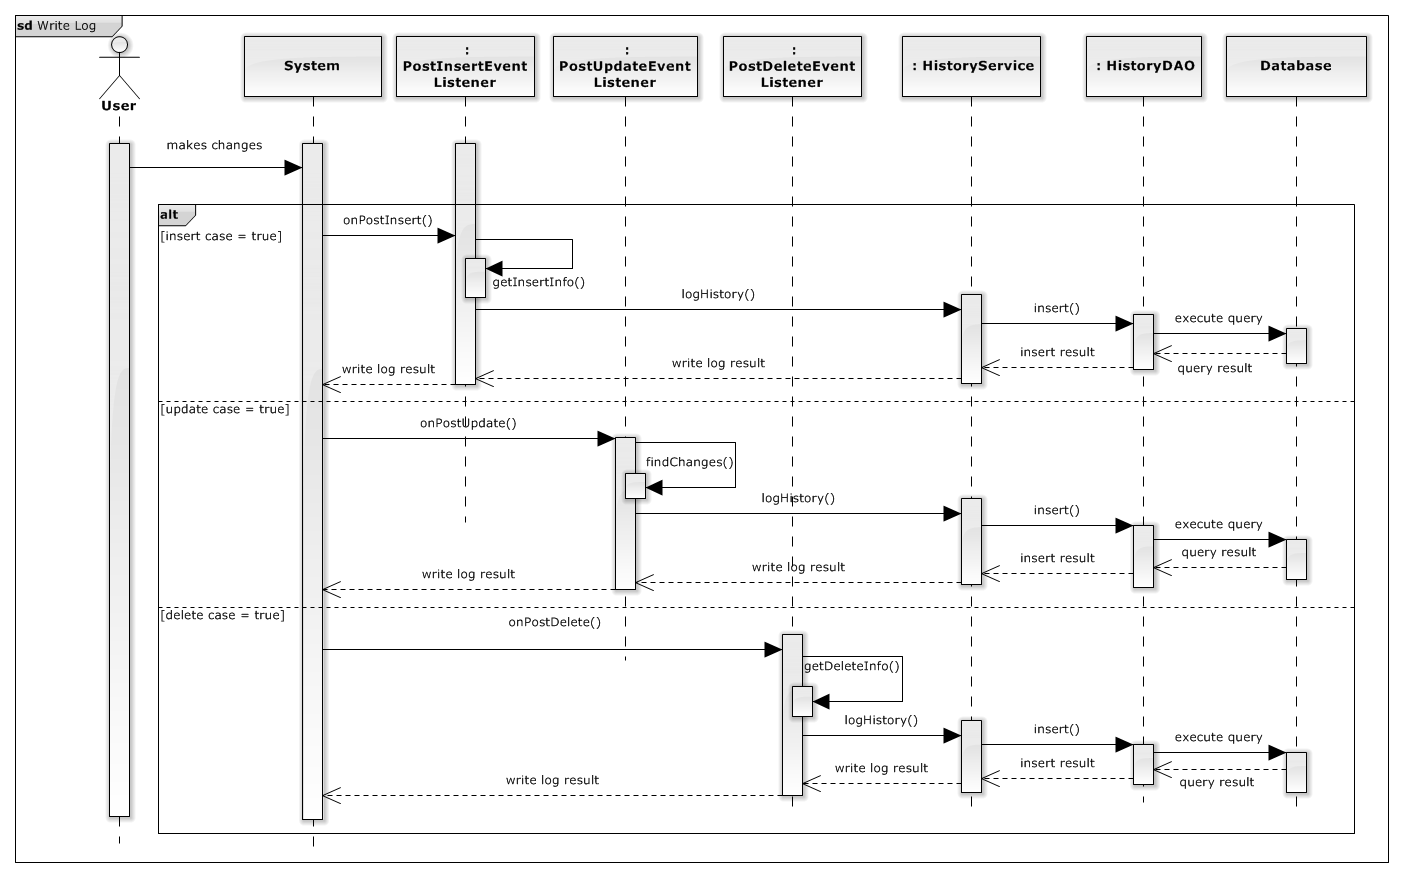 sd Write Log
User
System
:
PostInsertEvent
Listener
:
PostUpdateEvent
Listener
:
PostDeleteEvent
Listener
: HistoryService
: HistoryDAO
Database
makes changes
alt
[insert case = true]
onPostInsert()
getInsertInfo()
logHistory()
insert()
execute query
insert result
query result
write log result
write log result
[update case = true]
onPostUpdate()
findChanges()
logHistory()
insert()
execute query
query result
insert result
write log result
write log result
[delete case = true]
onPostDelete()
getDeleteInfo()
logHistory()
insert()
execute query
insert result
query result
write log result
write log result